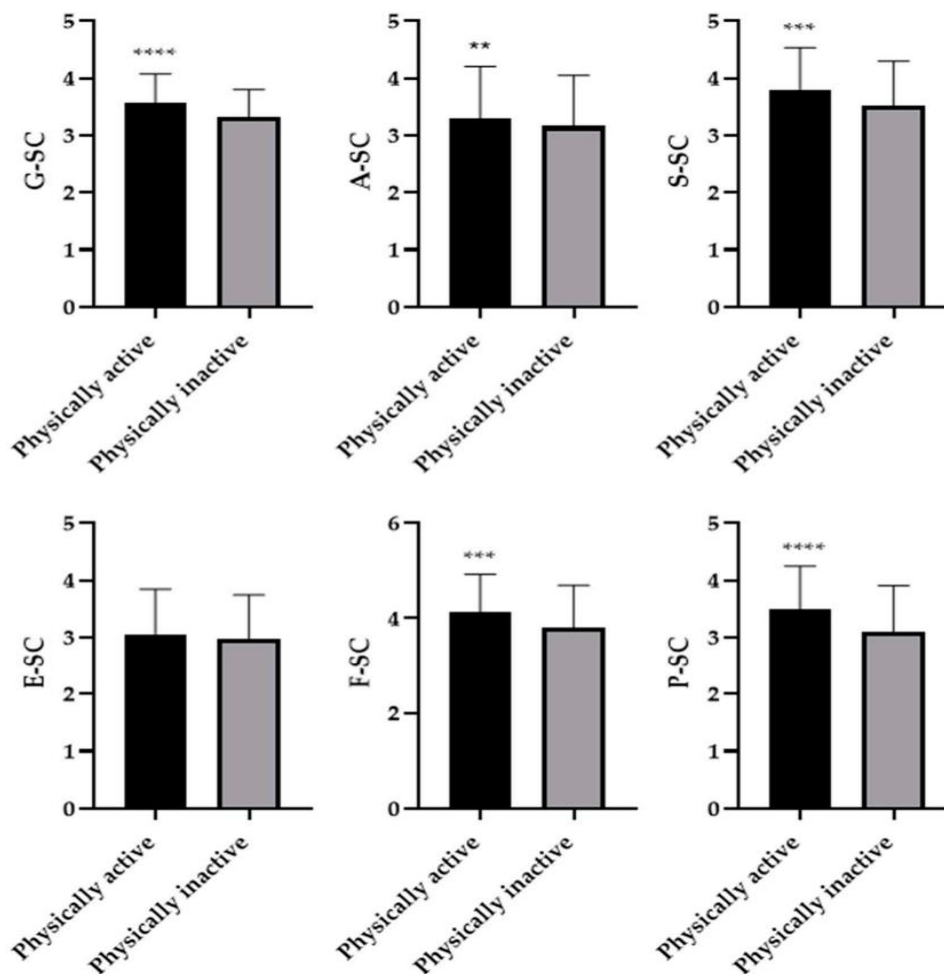 G-SC
5
4
3
2
1
0
****
Physically active
Physically inactive
A-SC
5
4
3
2
1
0
**
Physically active
Physically inactive
S-SC
5
4
3
2
1
0
***
Physically active
Physically inactive
E-SC
5
4
3
2
1
0
Physically active
Physically inactive
F-SC
6
4
2
0
***
Physically active
Physically inactive
P-SC
5
4
3
2
1
0
****
Physically active
Physically inactive